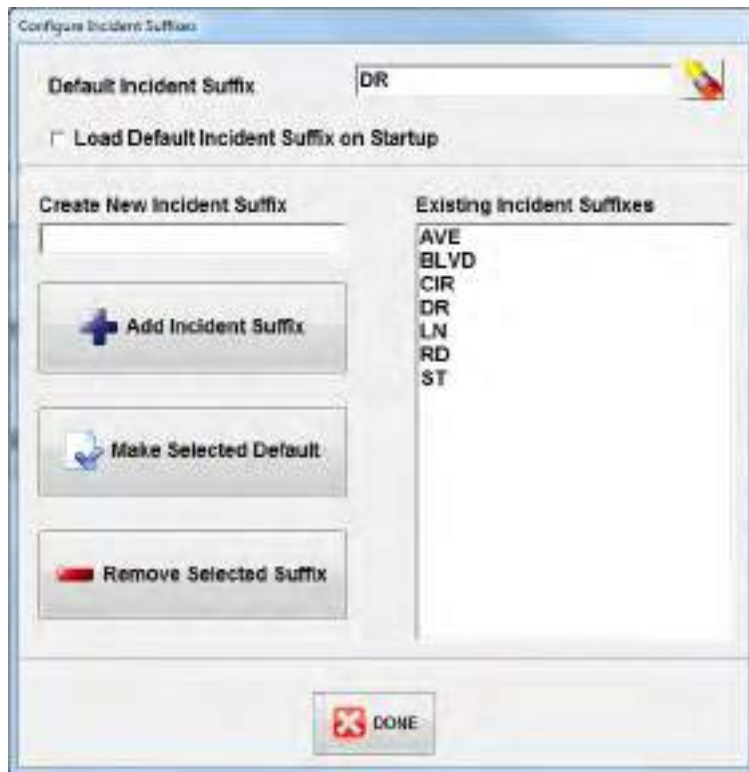 Configure Incident Suffixes
Default Incident Suffix
DR
Load Default Incident Suffix on Startup
Create New Incident Suffix
Add Incident Suffix
Make Selected Default
Remove Selected Suffix
Existing Incident Suffixes
AVE
BLVD
CIR
DR
LN
RD
ST
DONE